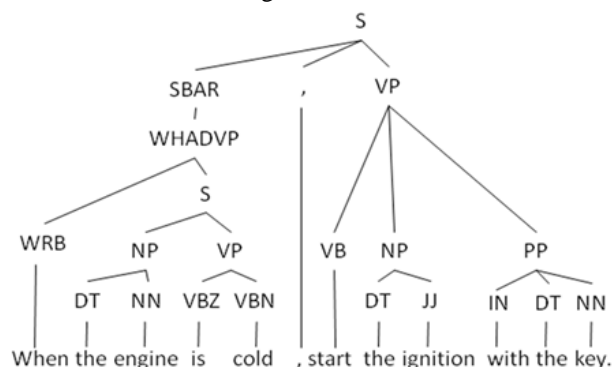 S
SBAR , VP
WHADVP
S
WRB NP VP VB NP PP
DT NN VBZ VBN DT JJ IN DT NN
When the engine is cold , start the ignition with the key.